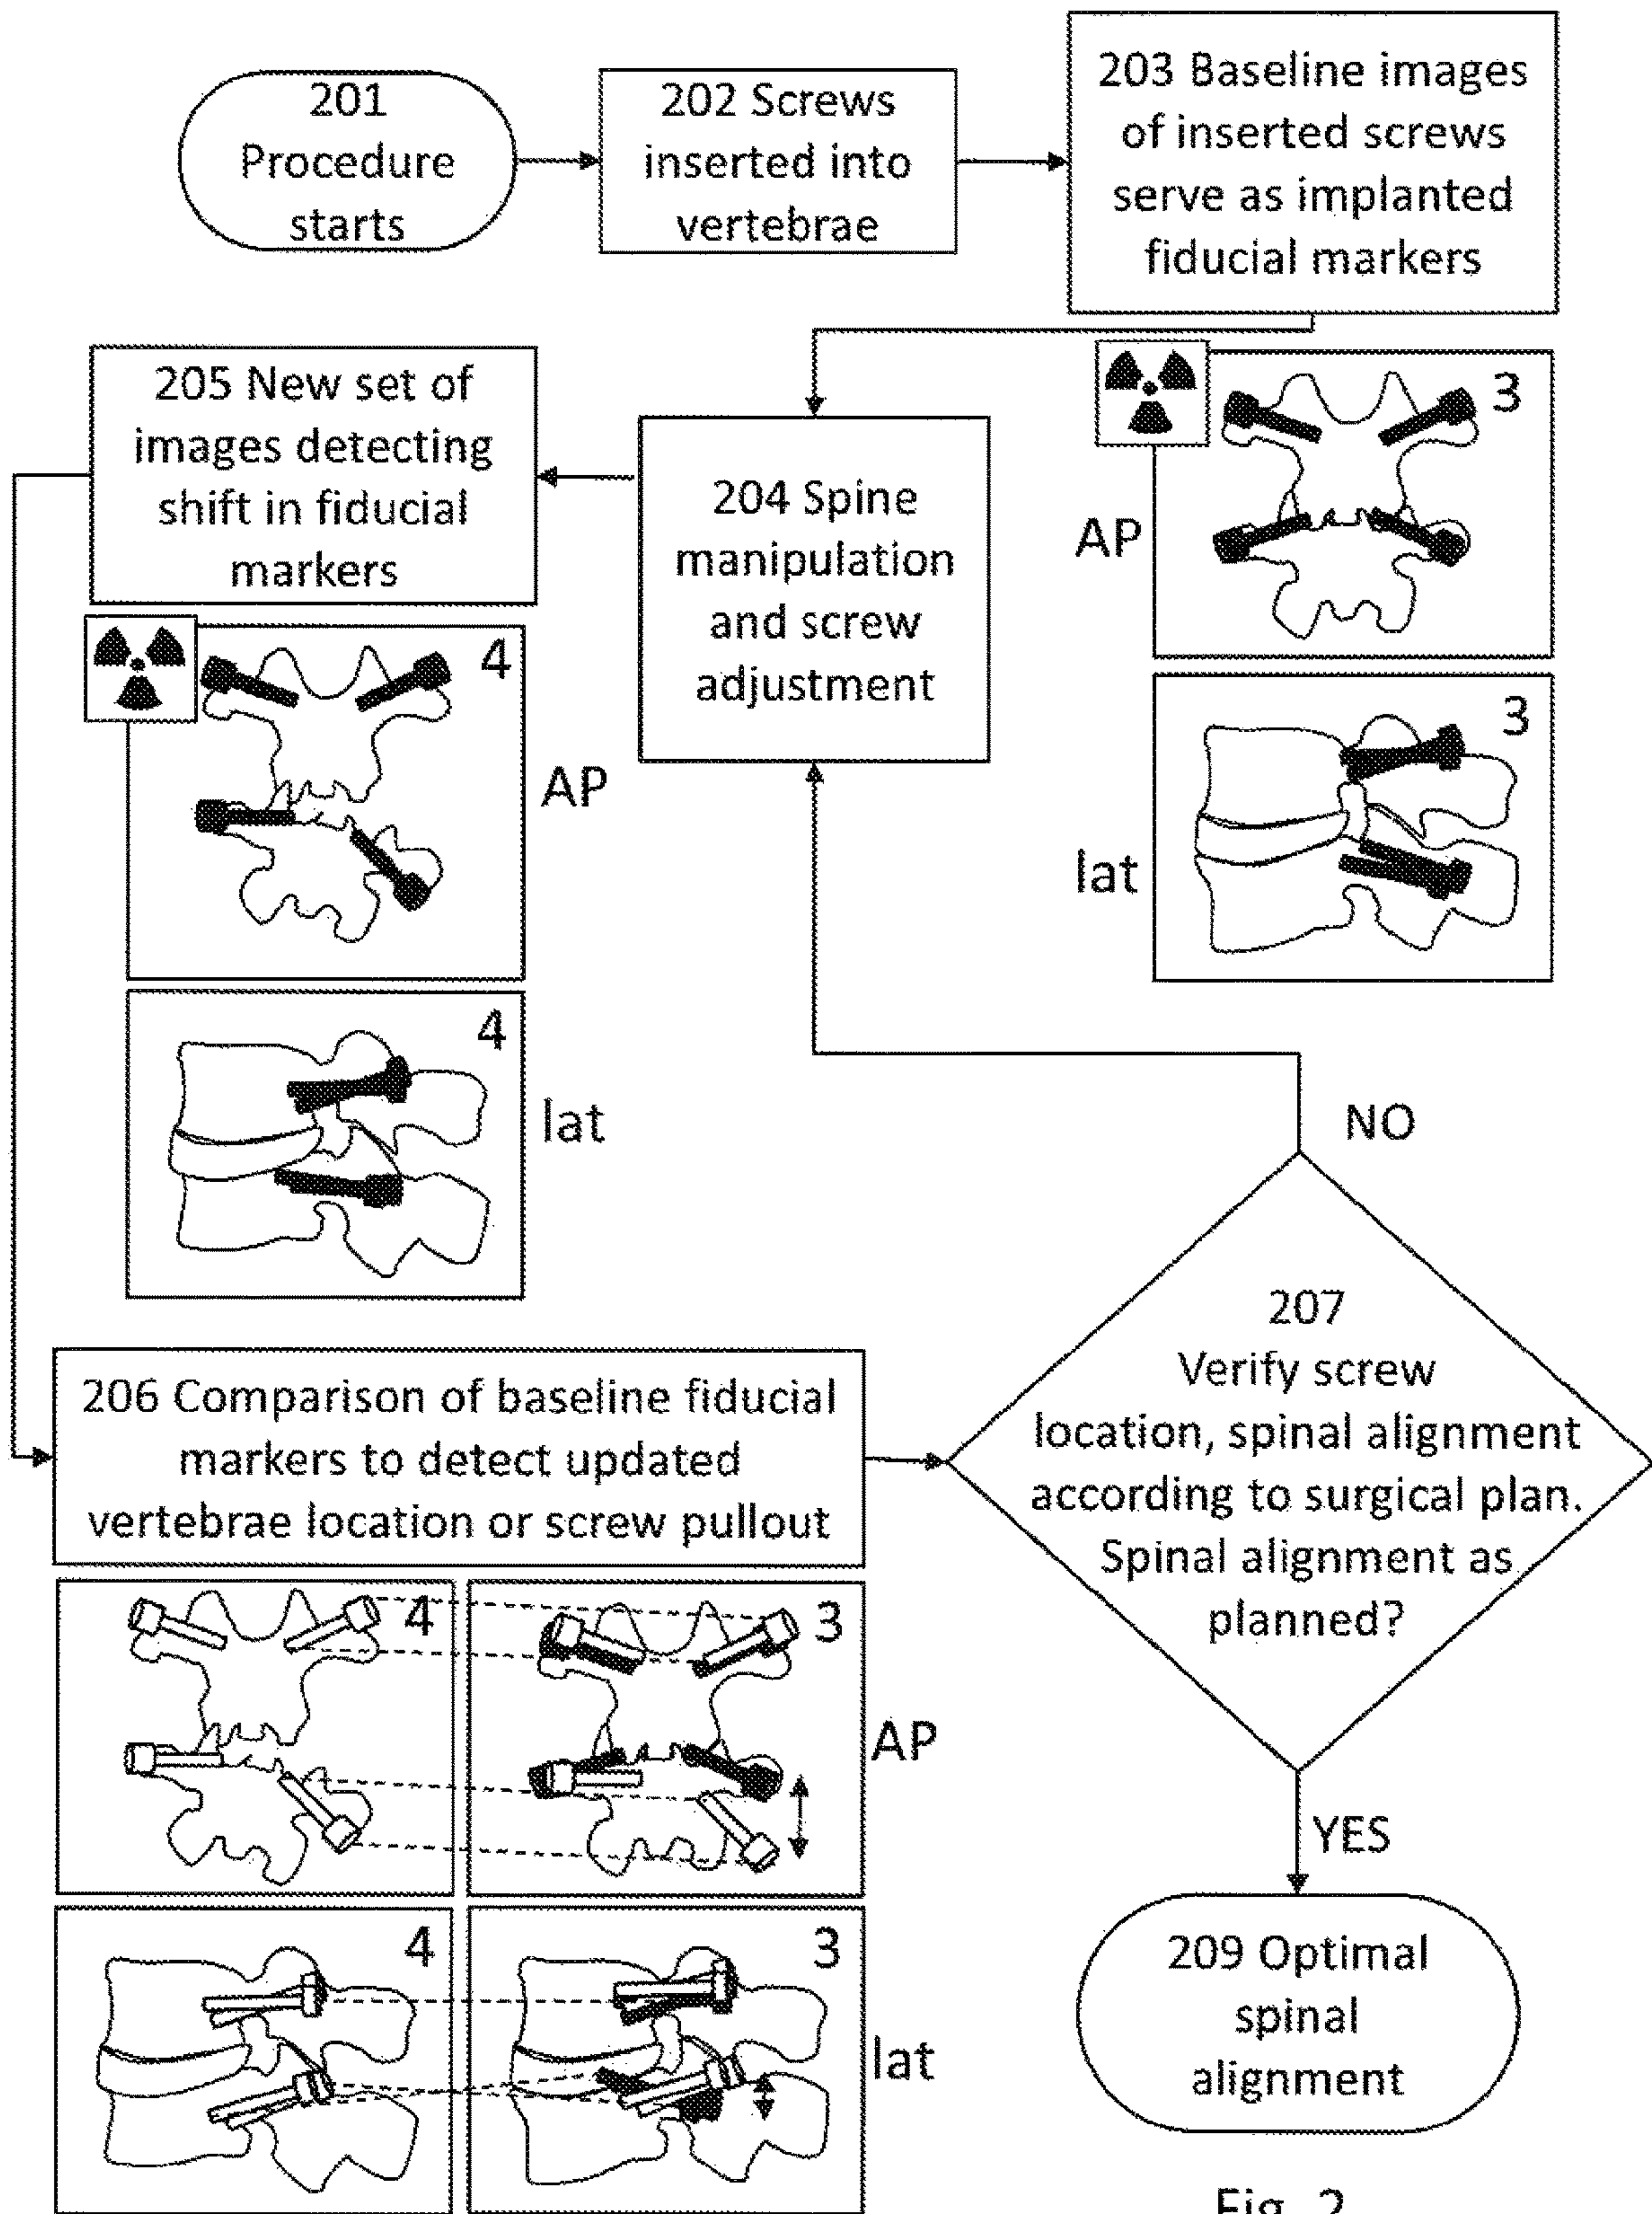 201
Procedure
starts
202 Screws
inserted into
vertebrae
203 Baseline images
of inserted screws
serve as implanted
fiducial markers
3
AP
3
lat
204 Spine
manipulation
and screw
adjustment
205 New set of
images detecting
shift in fiducial
markers
4
AP
4
lat
206 Comparison of baseline fiducial
markers to detect updated
vertebrae location or screw pullout
4
3
AP
4
3
lat
207
Verify screw
location, spinal alignment
according to surgical plan.
Spinal alignment as
planned?
NO
YES
209 Optimal
spinal
alignment
Fig. 2